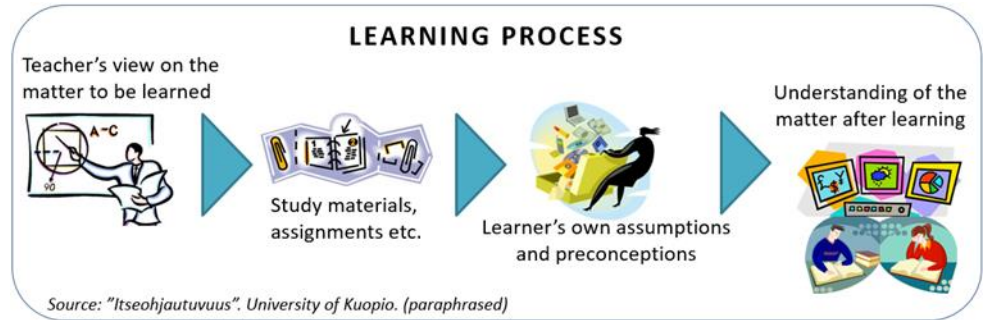 LEARNING PROCESS
Teacher's view on the
matter to be learned
A-C
90
Study materials,
assignments etc.
Learner's own assumptions
and preconceptions
Understanding of the
matter after learning
Source: "Itseohjautuvuus". University of Kuopio. (paraphrased)